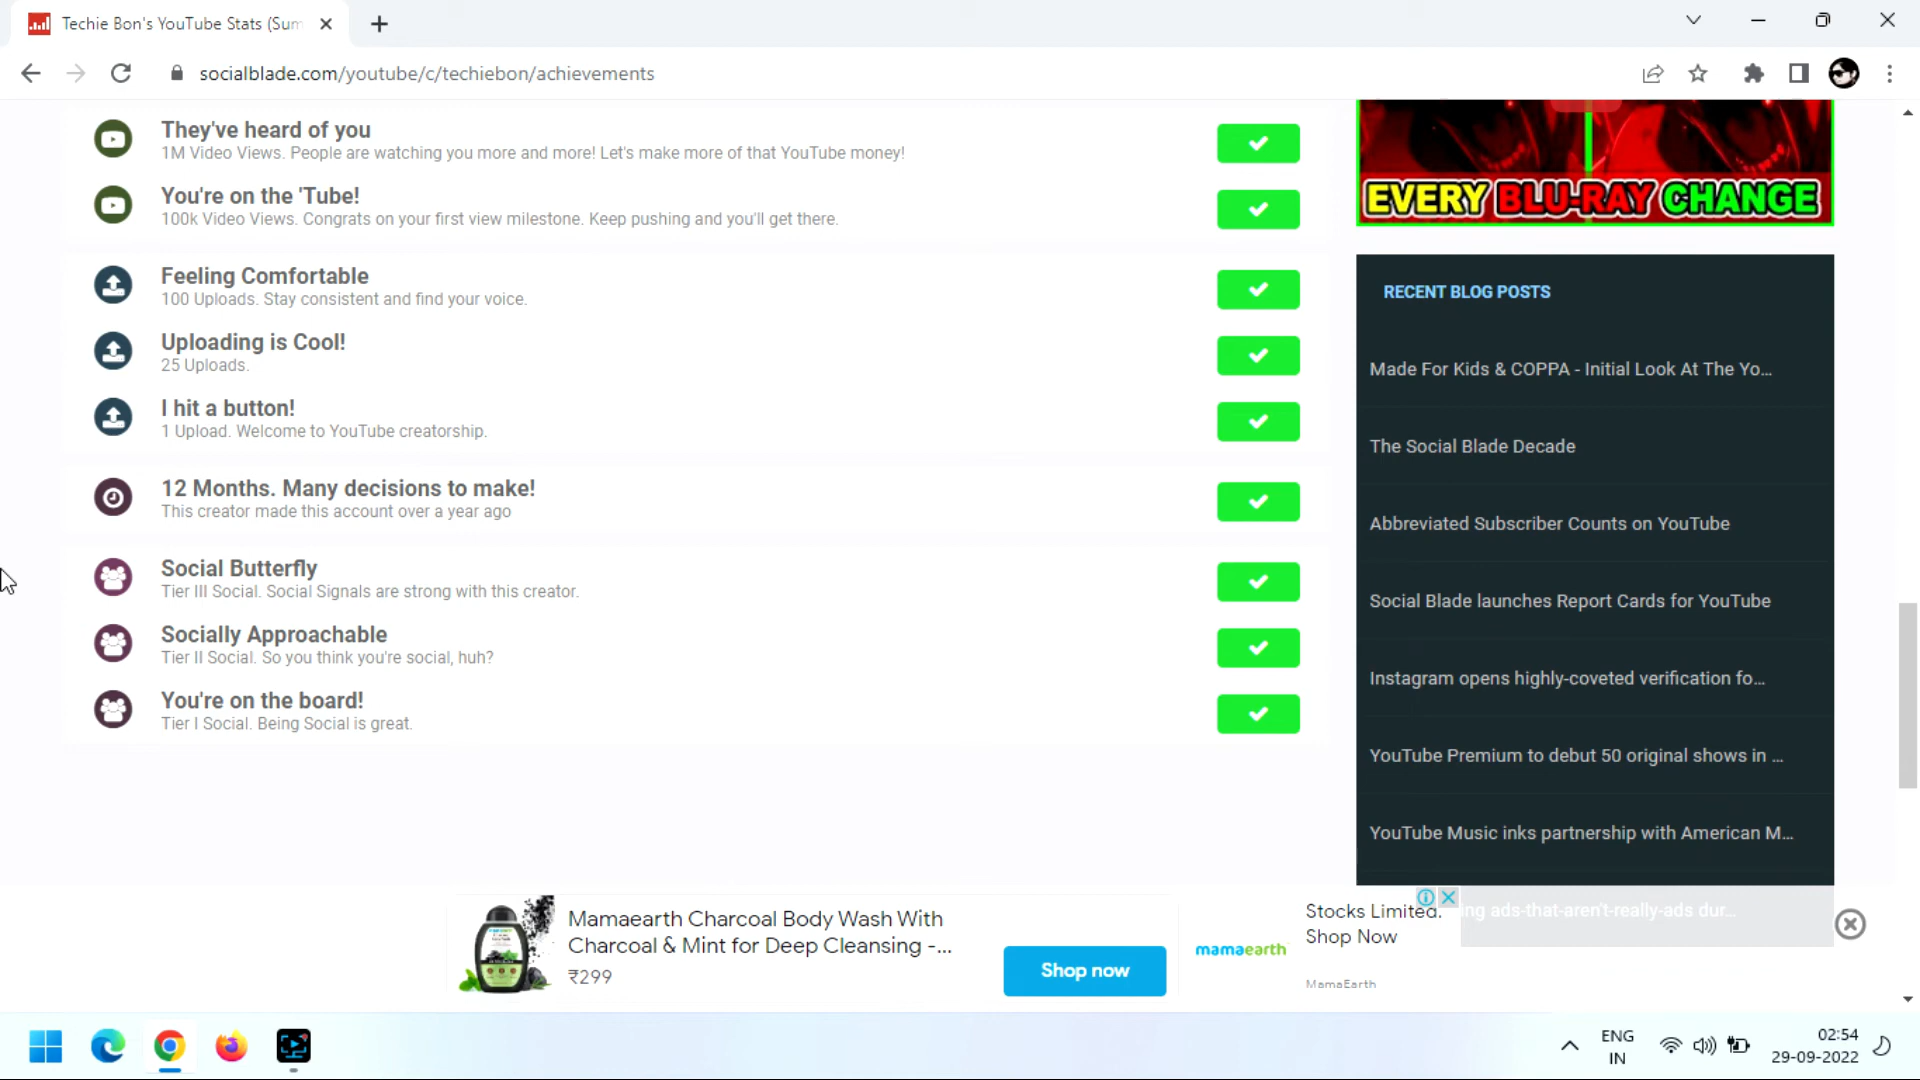 Techie Bon's YouTube Stats (Sum
socialblade.com/youtube/c/techiebon/achievements
They've heard of you
1M Video Views. People are watching you more and more! Let's make more of that YouTube money!
You're on the 'Tube!
100k Video Views. Congrats on your first view milestone. Keep pushing and you'll get there.
Feeling Comfortable
100 Uploads. Stay consistent and find your voice.
Uploading is Cool!
25 Uploads.
I hit a button!
1 Upload. Welcome to YouTube creatorship.
12 Months. Many decisions to make!
This creator made this account over a year ago
Social Butterfly
Tier III Social. Social Signals are strong with this creator.
Socially Approachable
Tier II Social. So you think you're social, huh?
You're on the board!
Tier I Social. Being Social is great.
EVERY BLU-RAY CHANGE
RECENT BLOG POSTS
Made For Kids & COPPA - Initial Look At The Yo...
The Social Blade Decade
Abbreviated Subscriber Counts on YouTube
Social Blade launches Report Cards for YouTube
Instagram opens highly-coveted verification fo...
YouTube Premium to debut 50 original shows in ...
YouTube Music inks partnership with American M...
ing ads-that-aren't-really-ads dur...
Mamaearth Charcoal Body Wash With
Charcoal & Mint for Deep Cleansing -...
₹299
Shop now
mamaearth
Stocks Limited.
Shop Now
MamaEarth
ENG
IN
02:54
29-09-2022